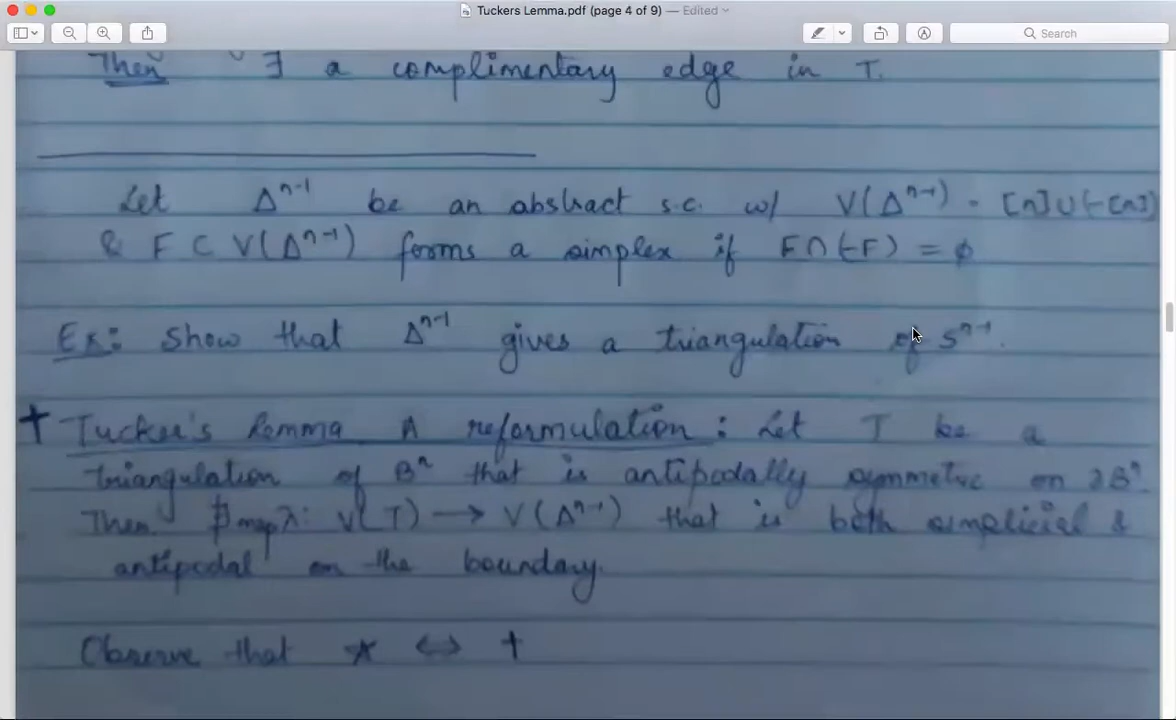 Tuckers Lemma.pdf (page 4 of 9) — Edited
Search
Then ∃ a complimentary edge in T.
Let Δⁿ⁻¹ be an abstract s.c. w/ V(Δⁿ⁻¹) = [n]∪(-[n])
& F ⊂ V(Δⁿ⁻¹) forms a simplex if F∩(-F) = ϕ
Ex: Show that Δⁿ⁻¹ gives a triangulation of Sⁿ⁻¹.
† Tucker's Lemma A reformulation: Let T be a
triangulation of Bⁿ that is antipodally symmetric on ∂Bⁿ.
Then ∄ map λ: V(T) → V(Δⁿ⁻¹) that is both simplicial &
antipodal on the boundary.
Observe that * ⇔ †